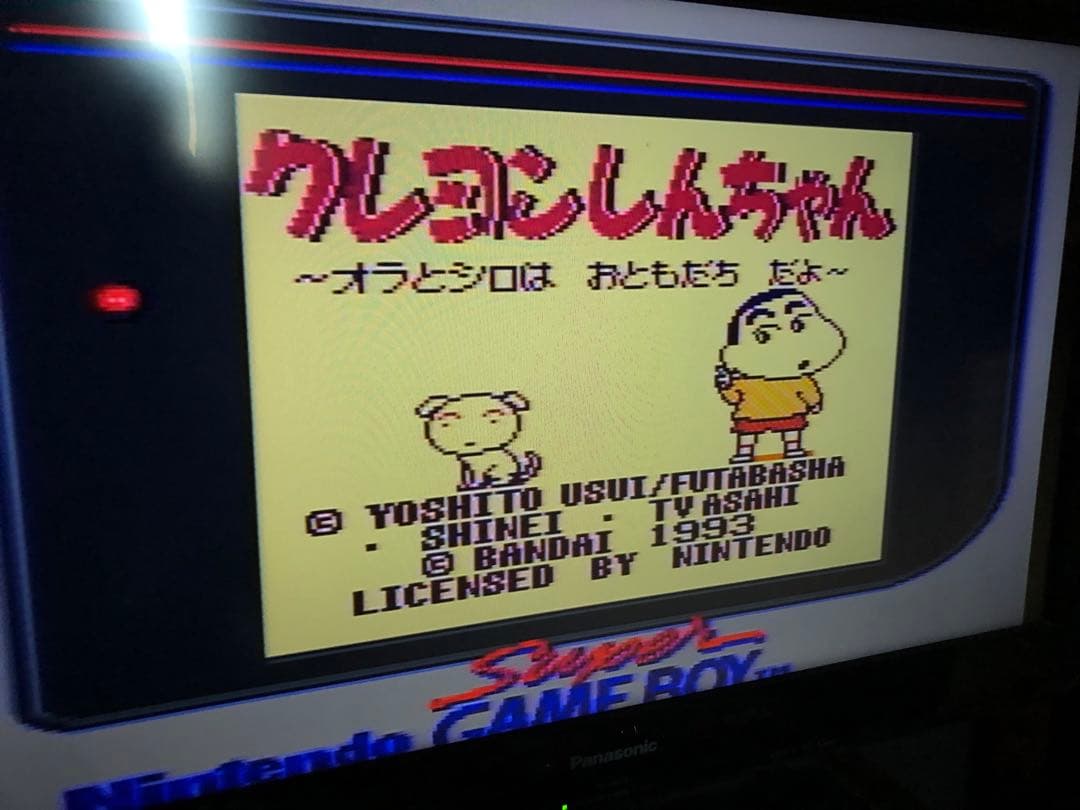 クレヨンしんちゃん
～オラとシロは おともだち だよ～
© YOSHITO USUI/FUTABASHA
・ SHINEI ・ TV ASAHI
© BANDAI 1993
LICENSED BY NINTENDO
Super
Nintendo GAME BOY™
Panasonic